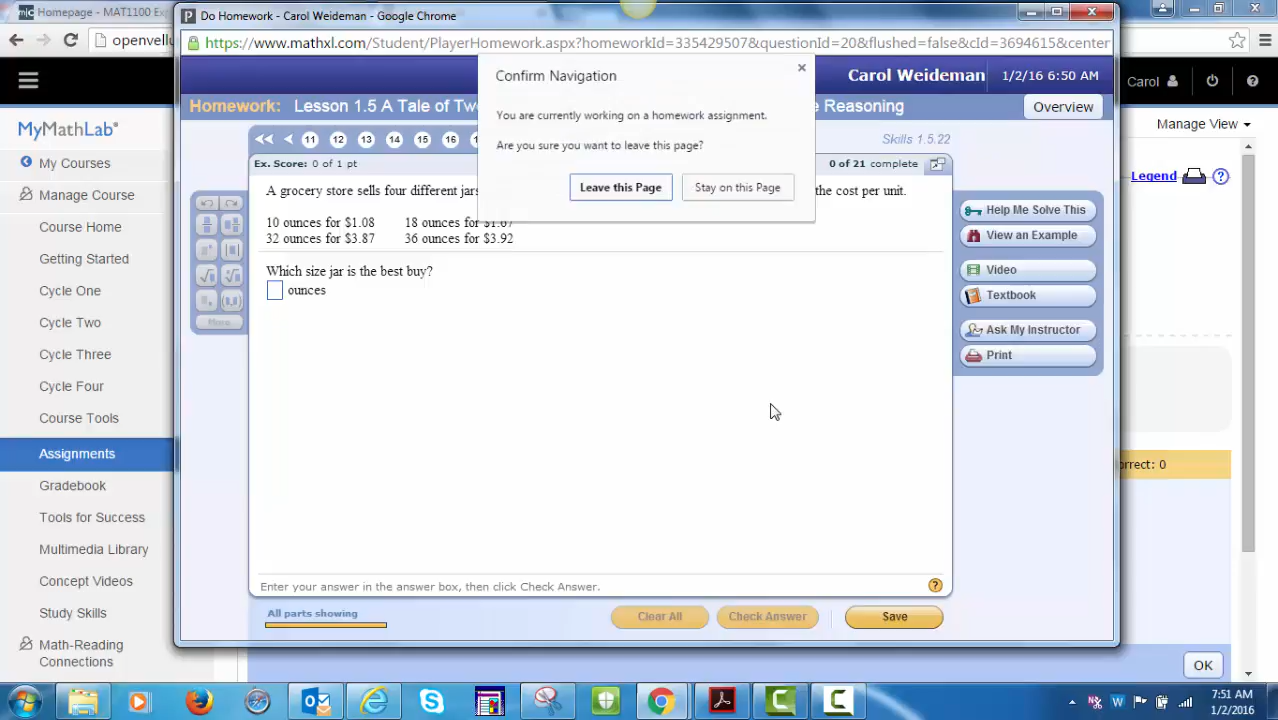 Homepage - MAT1100 Ex
Do Homework - Carol Weideman - Google Chrome
openvellu
https://www.mathxl.com/Student/PlayerHomework.aspx?homeworkId=335429507&questionId=20&flushed=false&cId=3694615&center
Confirm Navigation
You are currently working on a homework assignment.
Are you sure you want to leave this page?
Leave this Page
Stay on this Page
Carol Weideman
1/2/16 6:50 AM
Carol
Homework: Lesson 1.5 A Tale of Tw
e Reasoning
Overview
Manage View
Legend
MyMathLab®
My Courses
Manage Course
Course Home
Getting Started
Cycle One
Cycle Two
Cycle Three
Cycle Four
Course Tools
Assignments
Gradebook
Tools for Success
Multimedia Library
Concept Videos
Study Skills
Math-Reading
Connections
11 12 13 14 15 16
Skills 1.5.22
Ex. Score: 0 of 1 pt
0 of 21 complete
A grocery store sells four different jars
the cost per unit.
10 ounces for $1.08 18 ounces for $1.67
32 ounces for $3.87 36 ounces for $3.92
Which size jar is the best buy?
ounces
More
Help Me Solve This
View an Example
Video
Textbook
Ask My Instructor
Print
orrect: 0
Enter your answer in the answer box, then click Check Answer.
All parts showing
Clear All
Check Answer
Save
OK
7:51 AM
1/2/2016